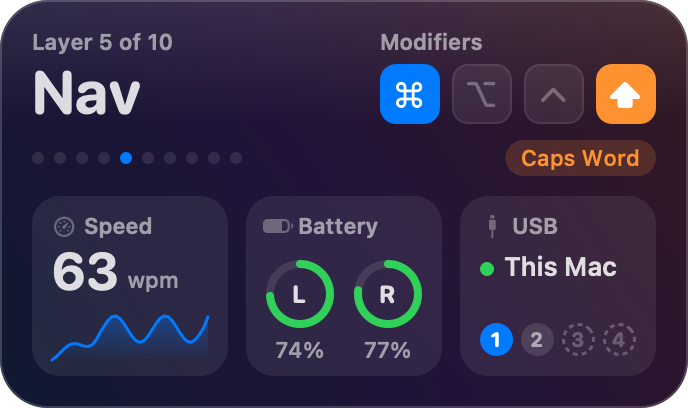 Layer 5 of 10
Nav
Modifiers
⌘ ⌥ ⌃
Caps Word
Speed
63 wpm
Battery
L R
74% 77%
USB
This Mac
1 2 3 4